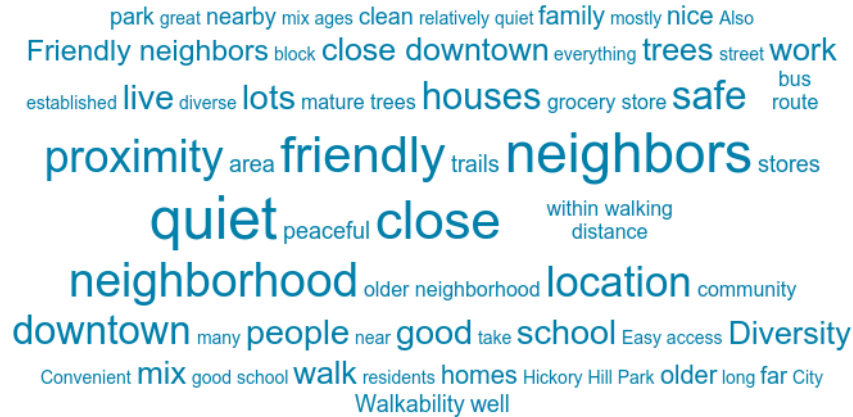 park great nearby mix ages clean relatively quiet family mostly nice Also
Friendly neighbors block close downtown everything trees street work
established live diverse lots mature trees houses grocery store safe bus route
proximity area friendly trails neighbors stores
quiet peaceful close within walking distance
neighborhood older neighborhood location community
downtown many people near good take school Easy access Diversity
Convenient mix good school walk residents homes Hickory Hill Park older long far City
Walkability well